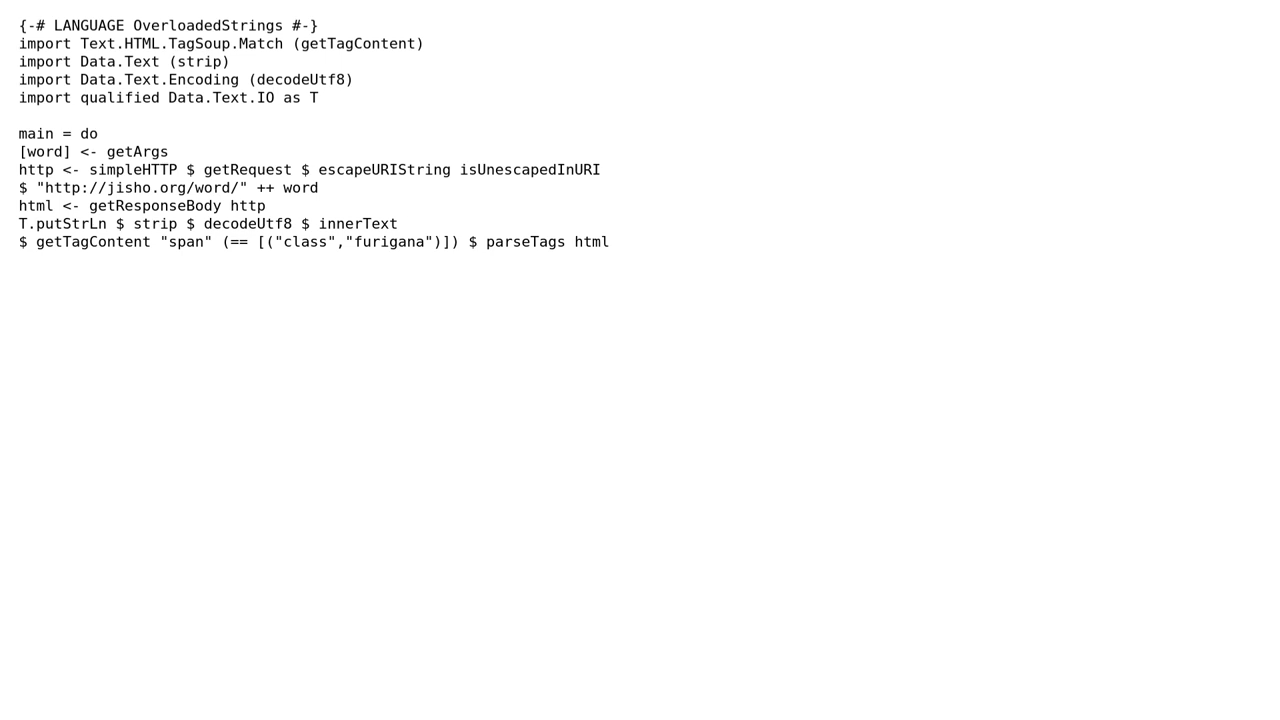 {-# LANGUAGE OverloadedStrings #-}
import Text.HTML.TagSoup.Match (getTagContent)
import Data.Text (strip)
import Data.Text.Encoding (decodeUtf8)
import qualified Data.Text.IO as T

main = do
[word] <- getArgs
http <- simpleHTTP $ getRequest $ escapeURIString isUnescapedInURI
$ "http://jisho.org/word/" ++ word
html <- getResponseBody http
T.putStrLn $ strip $ decodeUtf8 $ innerText
$ getTagContent "span" (== [("class","furigana")]) $ parseTags html